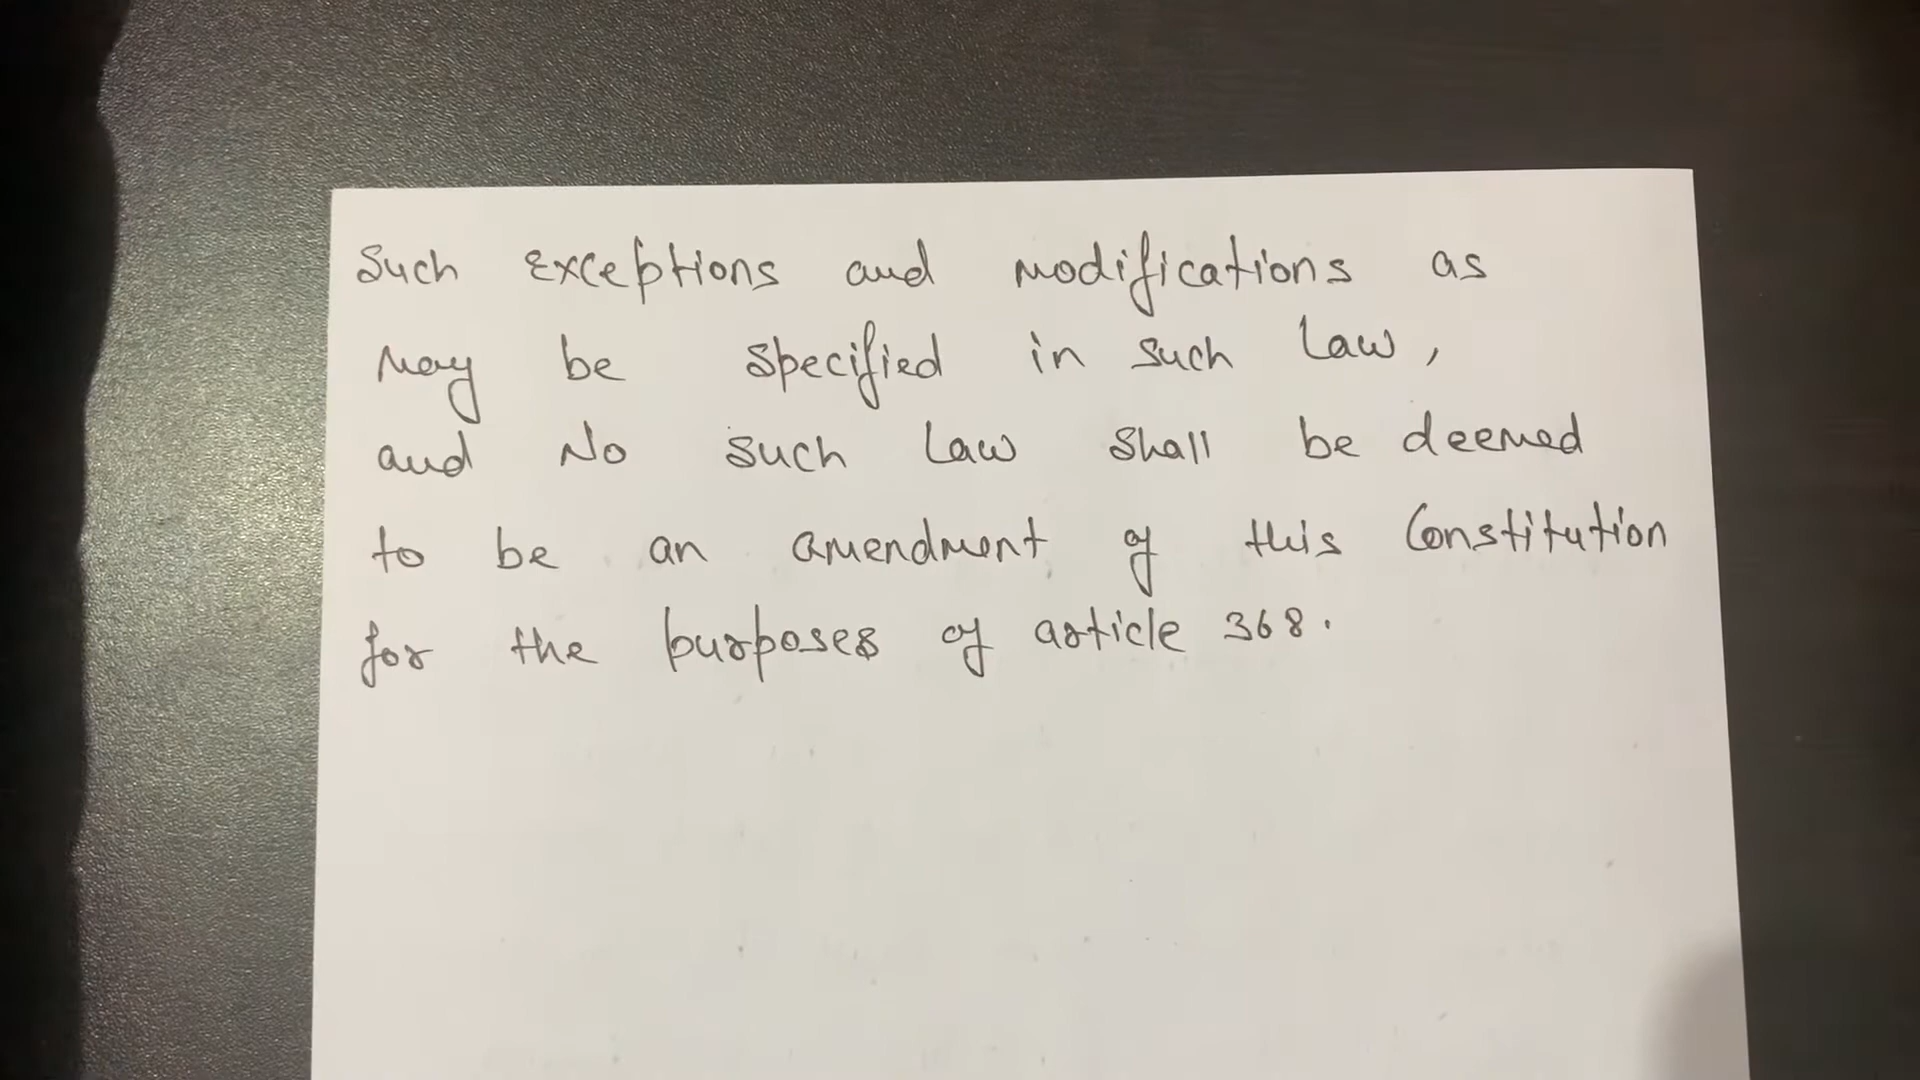 Such exceptions and modifications as
may be specified in such Law,
and No such Law shall be deemed
to be an amendment of this Constitution
for the purposes of article 368.